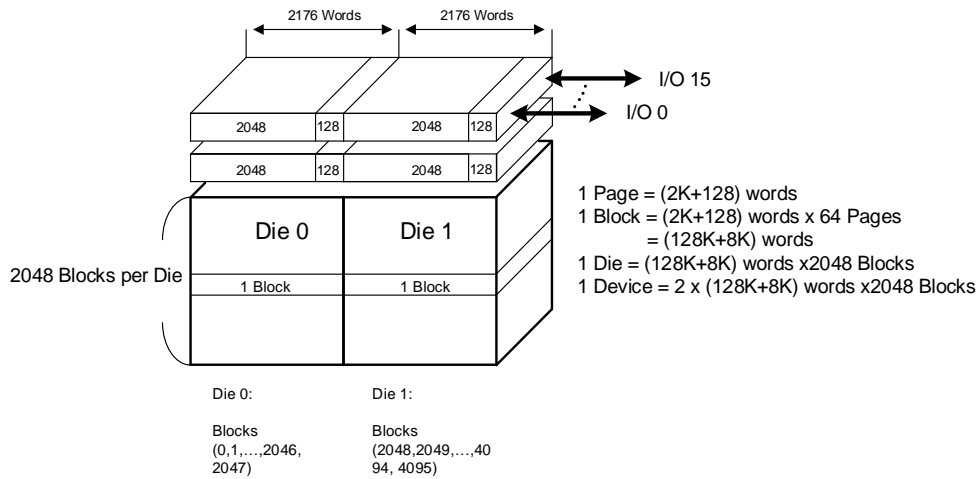 2176 Words 2176 Words
I/O 15
I/O 0
2048 128 2048 128
2048 128 2048 128
1 Page = (2K+128) words
1 Block = (2K+128) words x 64 Pages
= (128K+8K) words
1 Die = (128K+8K) words x2048 Blocks
1 Device = 2 x (128K+8K) words x2048 Blocks
Die 0 Die 1
2048 Blocks per Die
1 Block 1 Block
Die 0: Die 1:
Blocks Blocks
(0,1,...,2046, (2048,2049,...,40
2047) 94, 4095)